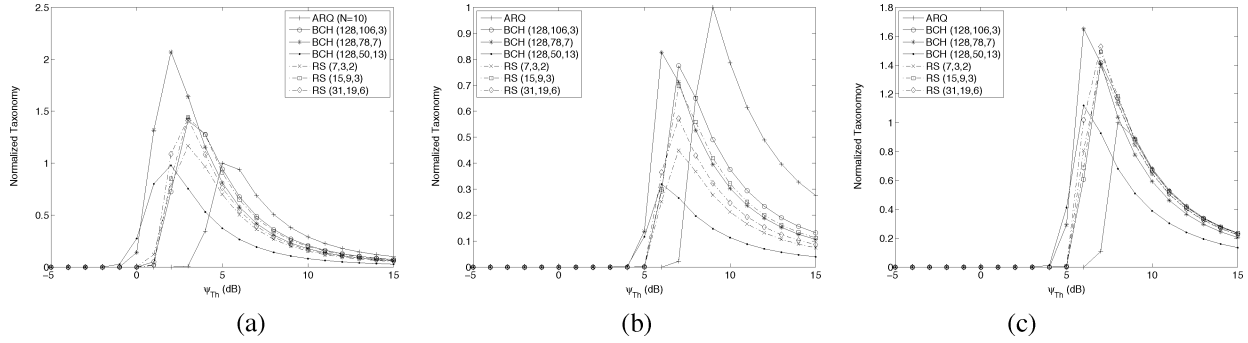 2.5
2
1.5
1
0.5
0
Normalized Taxonomy
-5
0
5
10
15
ψTh (dB)
ARQ (N=10)
BCH (128,106,3)
BCH (128,78,7)
BCH (128,50,13)
RS (7,3,2)
RS (15,9,3)
RS (31,19,6)
(a)
1
0.9
0.8
0.7
0.6
0.5
0.4
0.3
0.2
0.1
0
Normalized Taxonomy
-5
0
5
10
15
ψTh (dB)
ARQ
BCH (128,106,3)
BCH (128,78,7)
BCH (128,50,13)
RS (7,3,2)
RS (15,9,3)
RS (31,19,6)
(b)
1.8
1.6
1.4
1.2
1
0.8
0.6
0.4
0.2
0
Normalized Taxonomy
-5
0
5
10
15
ψTh (dB)
ARQ
BCH (128,106,3)
BCH (128,78,7)
BCH (128,50,13)
RS (7,3,2)
RS (15,9,3)
RS (31,19,6)
(c)